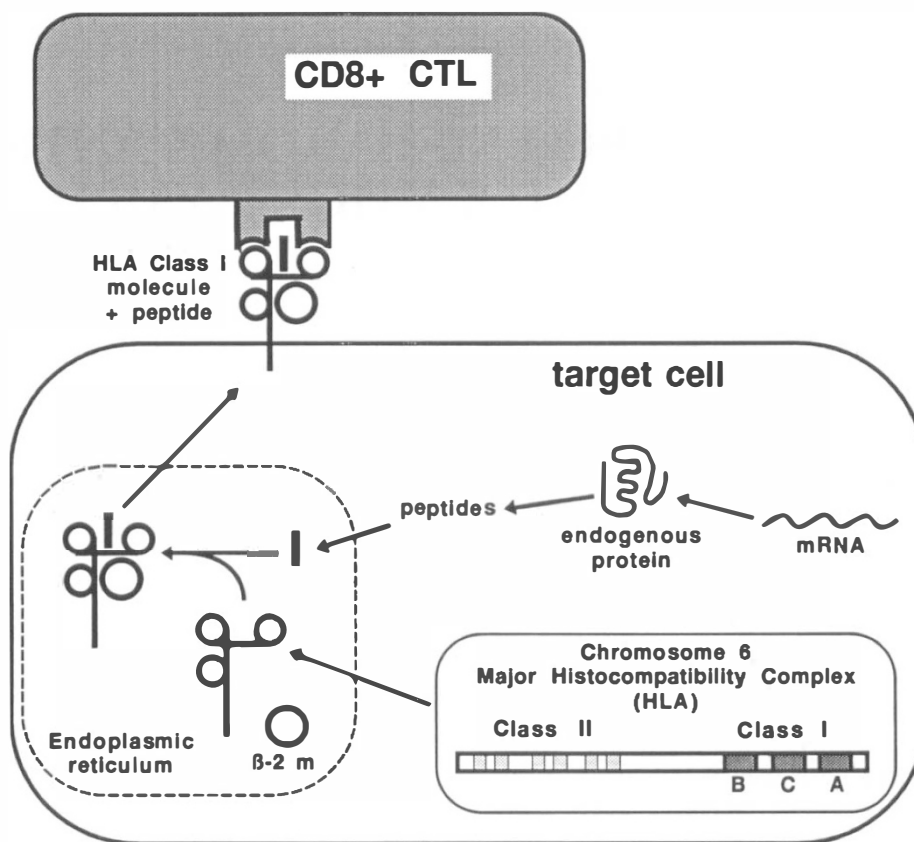 CD8+ CTL
HLA Class I
molecule
+ peptide
target cell
peptides
endogenous
protein
mRNA
Endoplasmic
reticulum
ß-2 m
Chromosome 6
Major Histocompatibility Complex
(HLA)
Class II
Class I
B C A